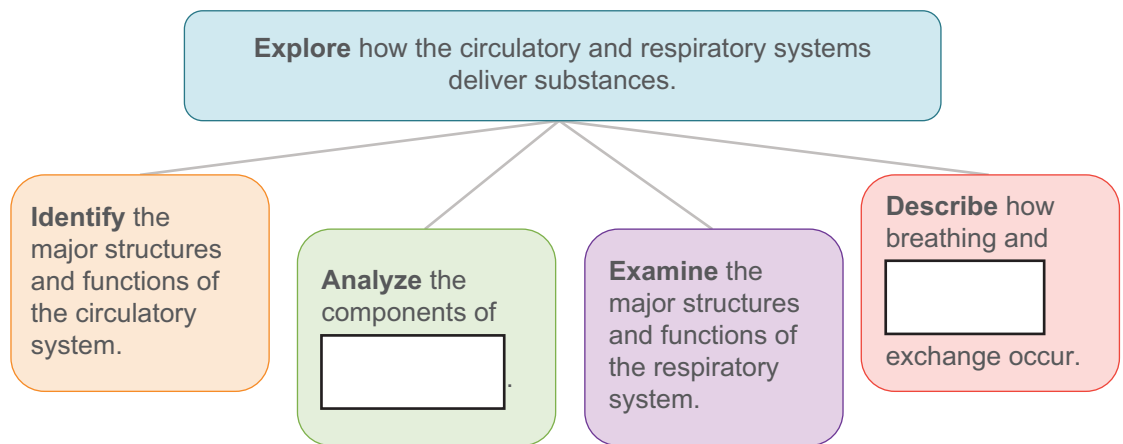 Explore how the circulatory and respiratory systems
deliver substances.
Identify the
major structures
and functions of
the circulatory
system.
Analyze the
components of
.
Examine the
major structures
and functions of
the respiratory
system.
Describe how
breathing and
exchange occur.